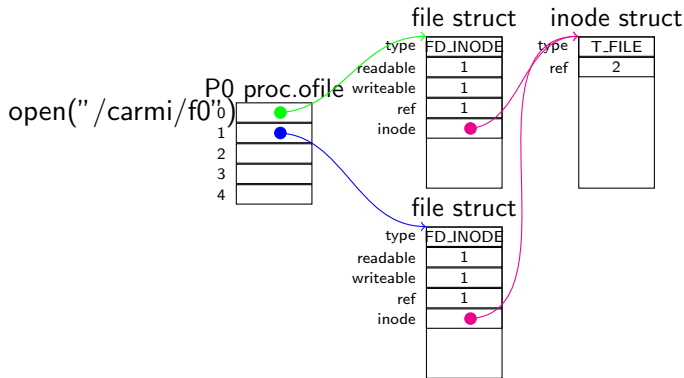 file struct
inode struct
type FD_INODE
readable 1
writeable 1
ref 1
inode
type T_FILE
ref 2
P0 proc.ofile
open("/carmi/f0")
0
1
2
3
4
file struct
type FD_INODE
readable 1
writeable 1
ref 1
inode